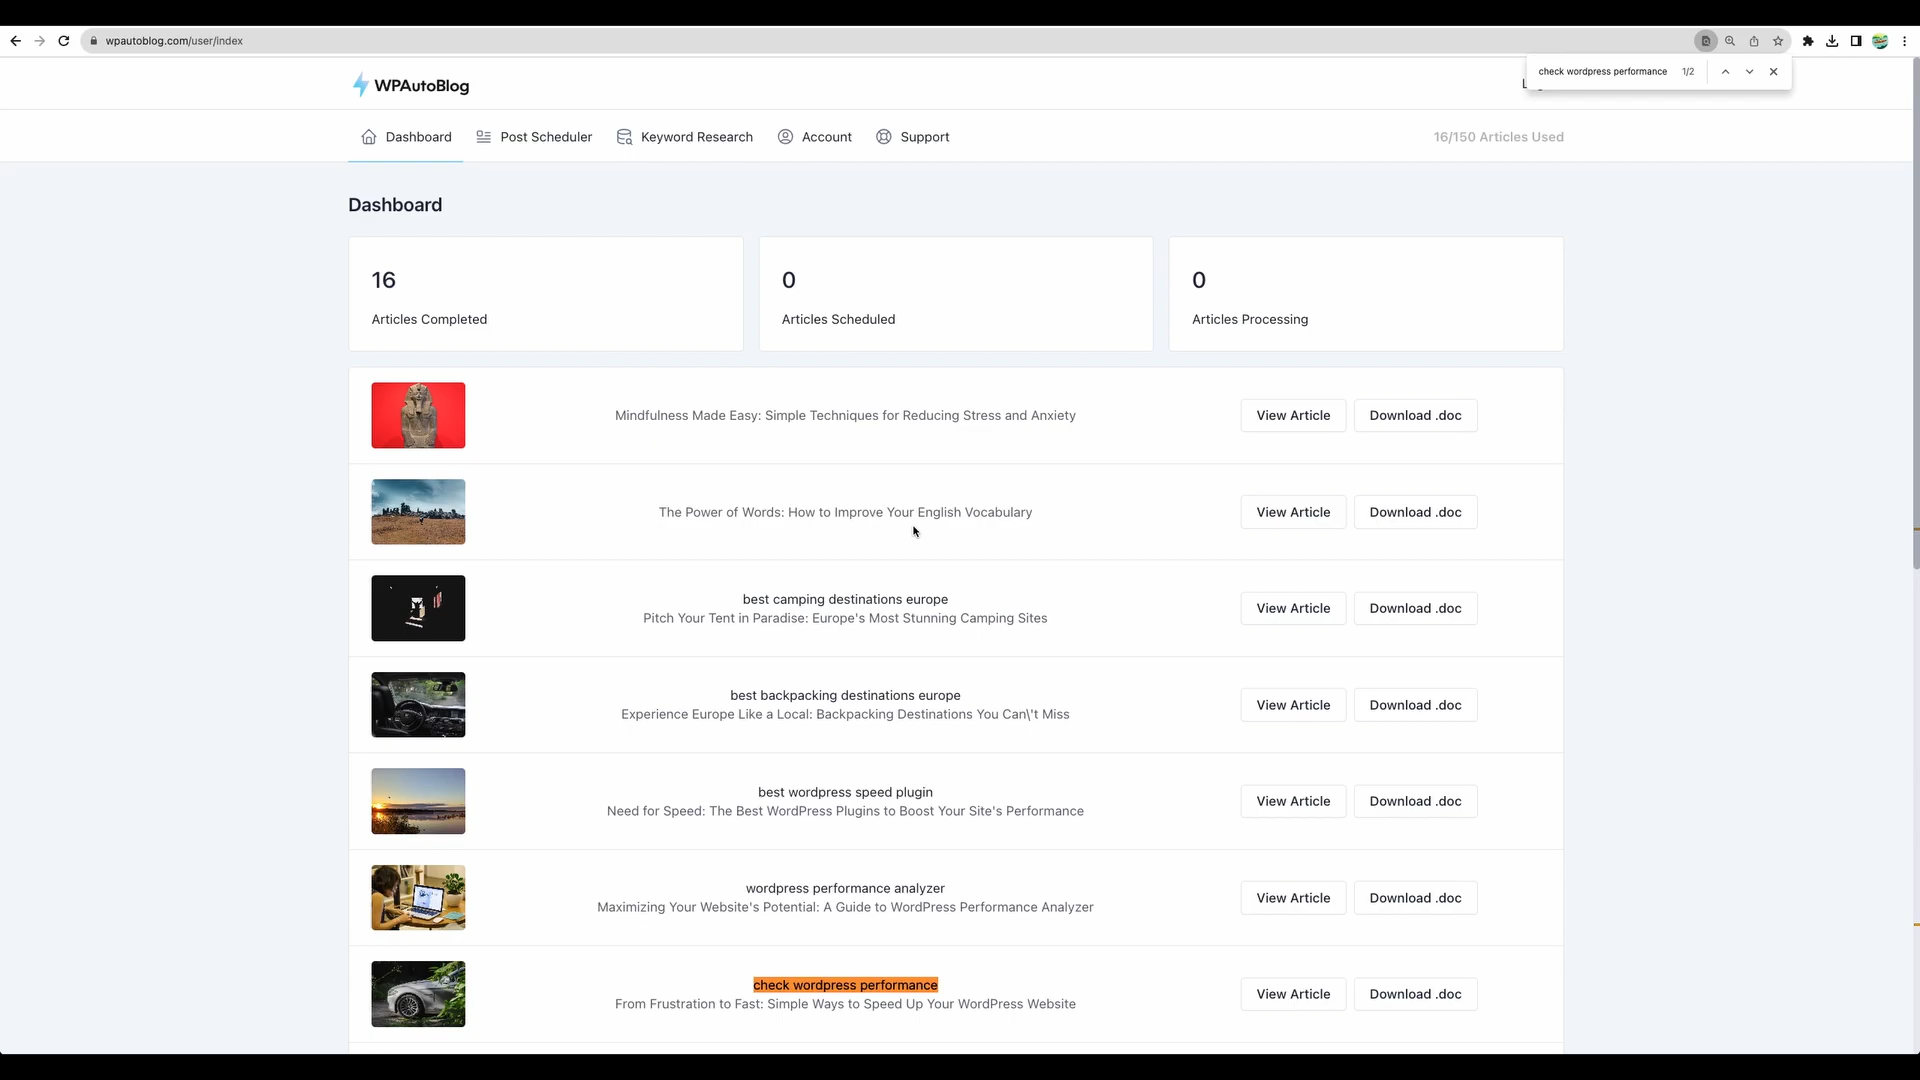 wpautoblog.com/user/index
check wordpress performance 1/2
WPAutoBlog
Dashboard Post Scheduler Keyword Research Account Support 16/150 Articles Used
Dashboard
16 0 0
Articles Completed Articles Scheduled Articles Processing
Mindfulness Made Easy: Simple Techniques for Reducing Stress and Anxiety View Article Download .doc
The Power of Words: How to Improve Your English Vocabulary View Article Download .doc
best camping destinations europe
Pitch Your Tent in Paradise: Europe's Most Stunning Camping Sites View Article Download .doc
best backpacking destinations europe
Experience Europe Like a Local: Backpacking Destinations You Can\'t Miss View Article Download .doc
best wordpress speed plugin
Need for Speed: The Best WordPress Plugins to Boost Your Site's Performance View Article Download .doc
wordpress performance analyzer
Maximizing Your Website's Potential: A Guide to WordPress Performance Analyzer View Article Download .doc
check wordpress performance
From Frustration to Fast: Simple Ways to Speed Up Your WordPress Website View Article Download .doc